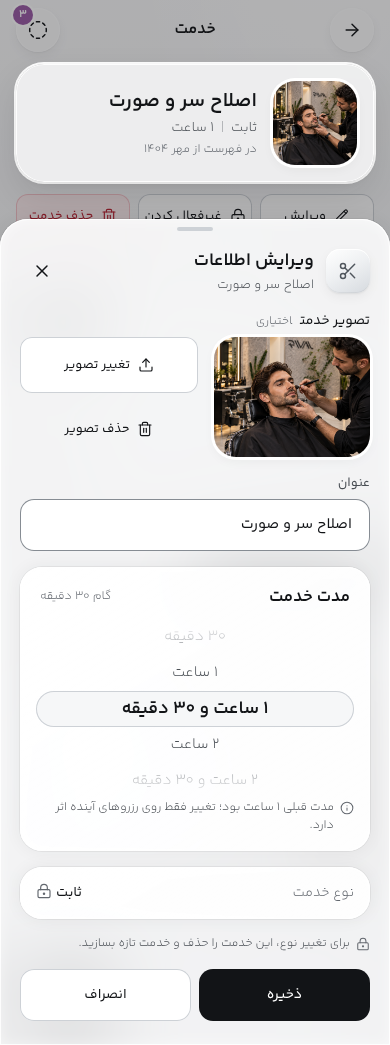 خدمت
۳
اصلاح سر و صورت
ثابت | ۱ ساعت
در فهرست از مهر ۱۴۰۴
ویرایش
غیرفعال کردن
حذف خدمت
ویرایش اطلاعات
اصلاح سر و صورت
تصویر خدمت اختیاری
تغییر تصویر
حذف تصویر
عنوان
اصلاح سر و صورت
مدت خدمت
گام ۳۰ دقیقه
۳۰ دقیقه
۱ ساعت
۱ ساعت و ۳۰ دقیقه
۲ ساعت
۲ ساعت و ۳۰ دقیقه
مدت قبلی ۱ ساعت بود؛ تغییر فقط روی رزروهای آینده اثر
دارد.
نوع خدمت
ثابت
برای تغییر نوع، این خدمت را حذف و خدمت تازه بسازید.
ذخیره
انصراف